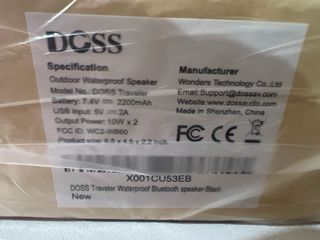 DOSS
Specification
Outdoor Waterproof Speaker
Model No.: DOSS Traveler
Battery: 7.4V ⎓ 2200mAh
USB Input: 5V ⎓ 2A
Output Power: 10W x 2
FCC ID: WC2-WB60
Product size: 6.5 x 4.5 x 2.2 inch
Manufacturer
Wonders Technology Co., Ltd
Email: Support@dossav.com
Website: www.dossaudio.com
Made in Shenzhen, China
FC CE
X001CU53EB
DOSS Traveler Waterproof Bluetooth speaker-Black
New